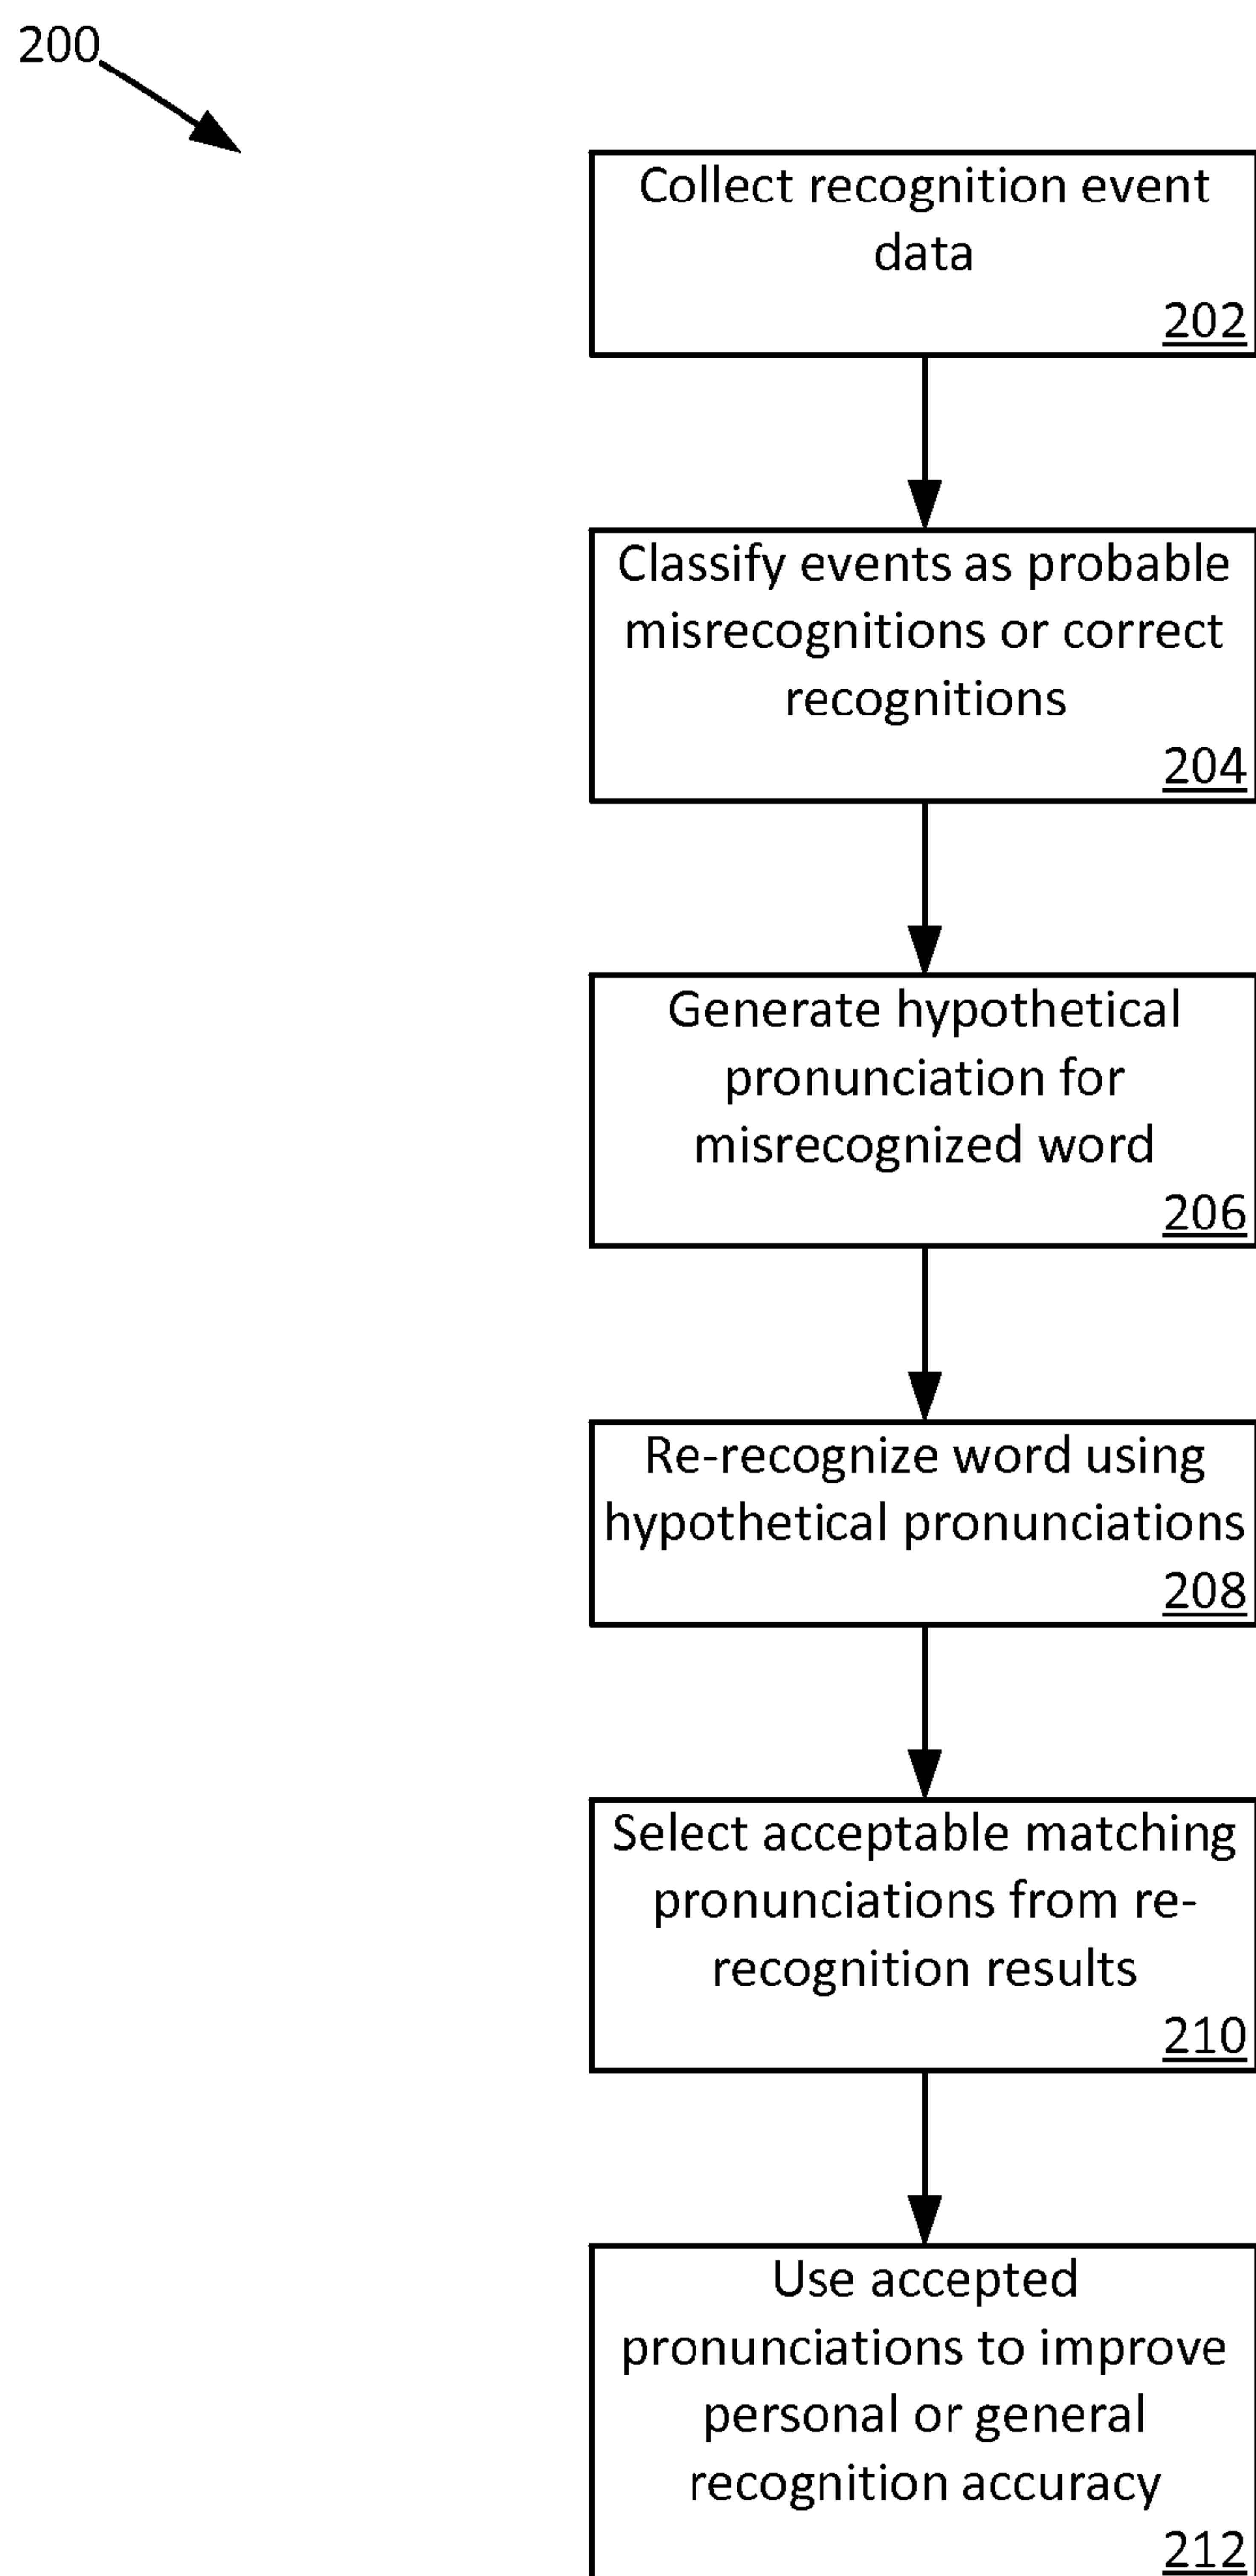 200
Collect recognition event
data
202
Classify events as probable
misrecognitions or correct
recognitions
204
Generate hypothetical
pronunciation for
misrecognized word
206
Re-recognize word using
hypothetical pronunciations
208
Select acceptable matching
pronunciations from re-
recognition results
210
Use accepted
pronunciations to improve
personal or general
recognition accuracy
212